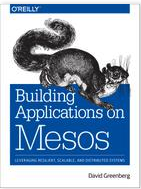 O'REILLY®
Building
Applications on
Mesos
LEVERAGING RESILIENT, SCALABLE, AND DISTRIBUTED SYSTEMS
David Greenberg